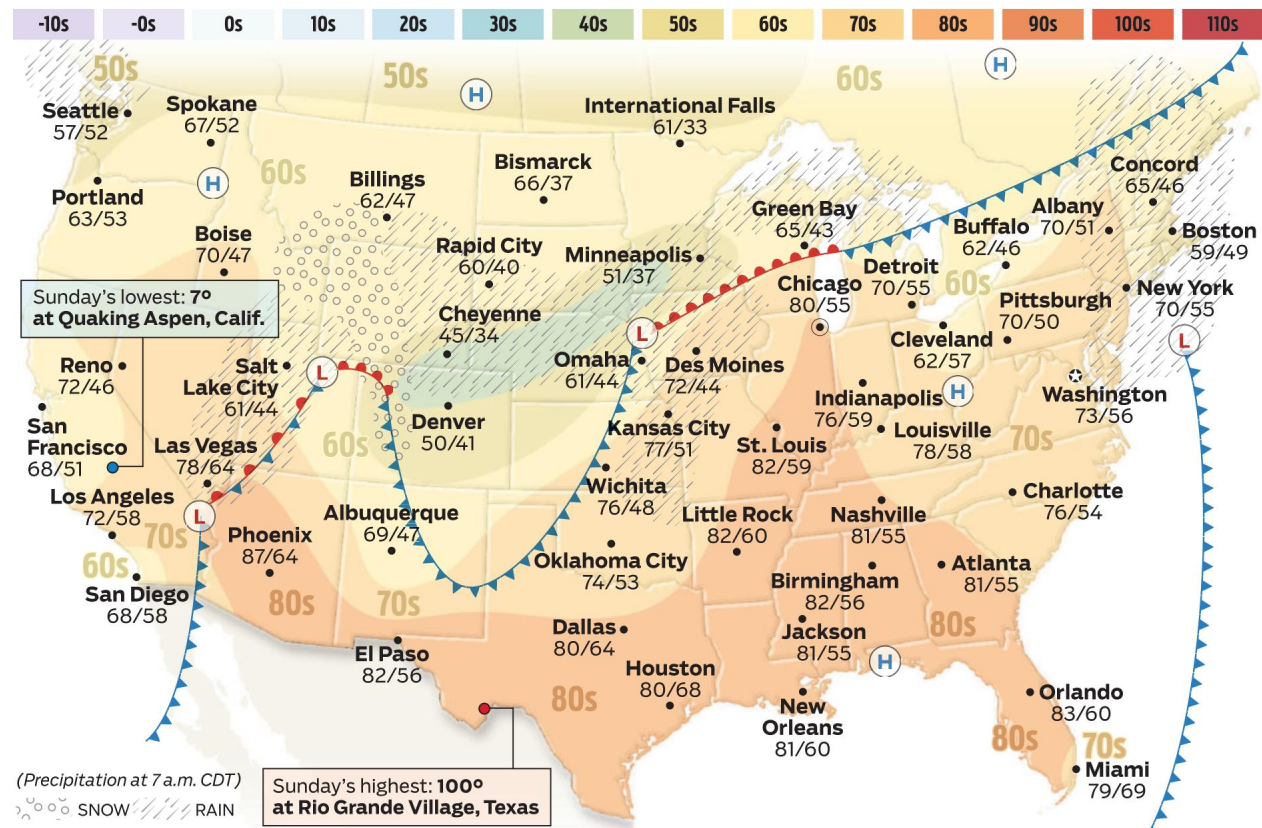 -10s -0s 0s 10s 20s 30s 40s 50s 60s 70s 80s 90s 100s 110s
50s
50s
60s
H
H
Seattle
57/52
Spokane
67/52
International Falls
61/33
Portland
63/53
H
60s
Billings
62/47
Bismarck
66/37
Concord
65/46
Boise
70/47
Rapid City
60/40
Minneapolis
51/37
Green Bay
65/43
Buffalo
62/46
Albany
70/51
Boston
59/49
Sunday's lowest: 7º
at Quaking Aspen, Calif.
Cheyenne
45/34
Chicago
80/55
Detroit
70/55
60s
Pittsburgh
70/50
New York
70/55
Reno
72/46
Salt
Lake City
61/44
L
L
Omaha
61/44
Des Moines
72/44
Cleveland
62/57
L
San
Francisco
68/51
Las Vegas
78/64
60s
Denver
50/41
Kansas City
77/51
St. Louis
82/59
Indianapolis
76/59
H
Louisville
78/58
Washington
73/56
70s
Los Angeles
72/58
L
Wichita
76/48
Charlotte
76/54
70s
Phoenix
87/64
Albuquerque
69/47
Oklahoma City
74/53
Little Rock
82/60
Nashville
81/55
60s
San Diego
68/58
80s
70s
Birmingham
82/56
Atlanta
81/55
El Paso
82/56
Dallas
80/64
Jackson
81/55
80s
Houston
80/68
80s
H
New
Orleans
81/60
Orlando
83/60
80s
70s
Miami
79/69
Sunday's highest: 100º
at Rio Grande Village, Texas
(Precipitation at 7 a.m. CDT)
SNOW RAIN